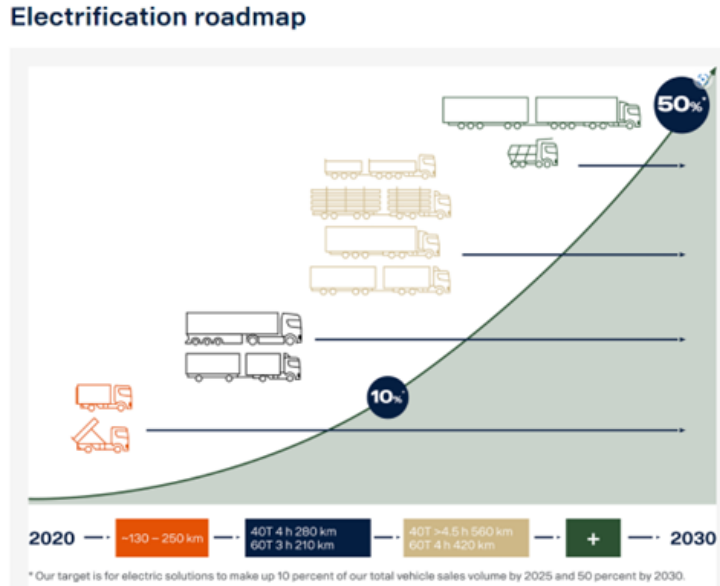 Electrification roadmap
50%*
10%*
2020
~130 – 250 km
40T 4 h 280 km
60T 3 h 210 km
40T >4.5 h 560 km
60T 4 h 420 km
+
2030
* Our target is for electric solutions to make up 10 percent of our total vehicle sales volume by 2025 and 50 percent by 2030.